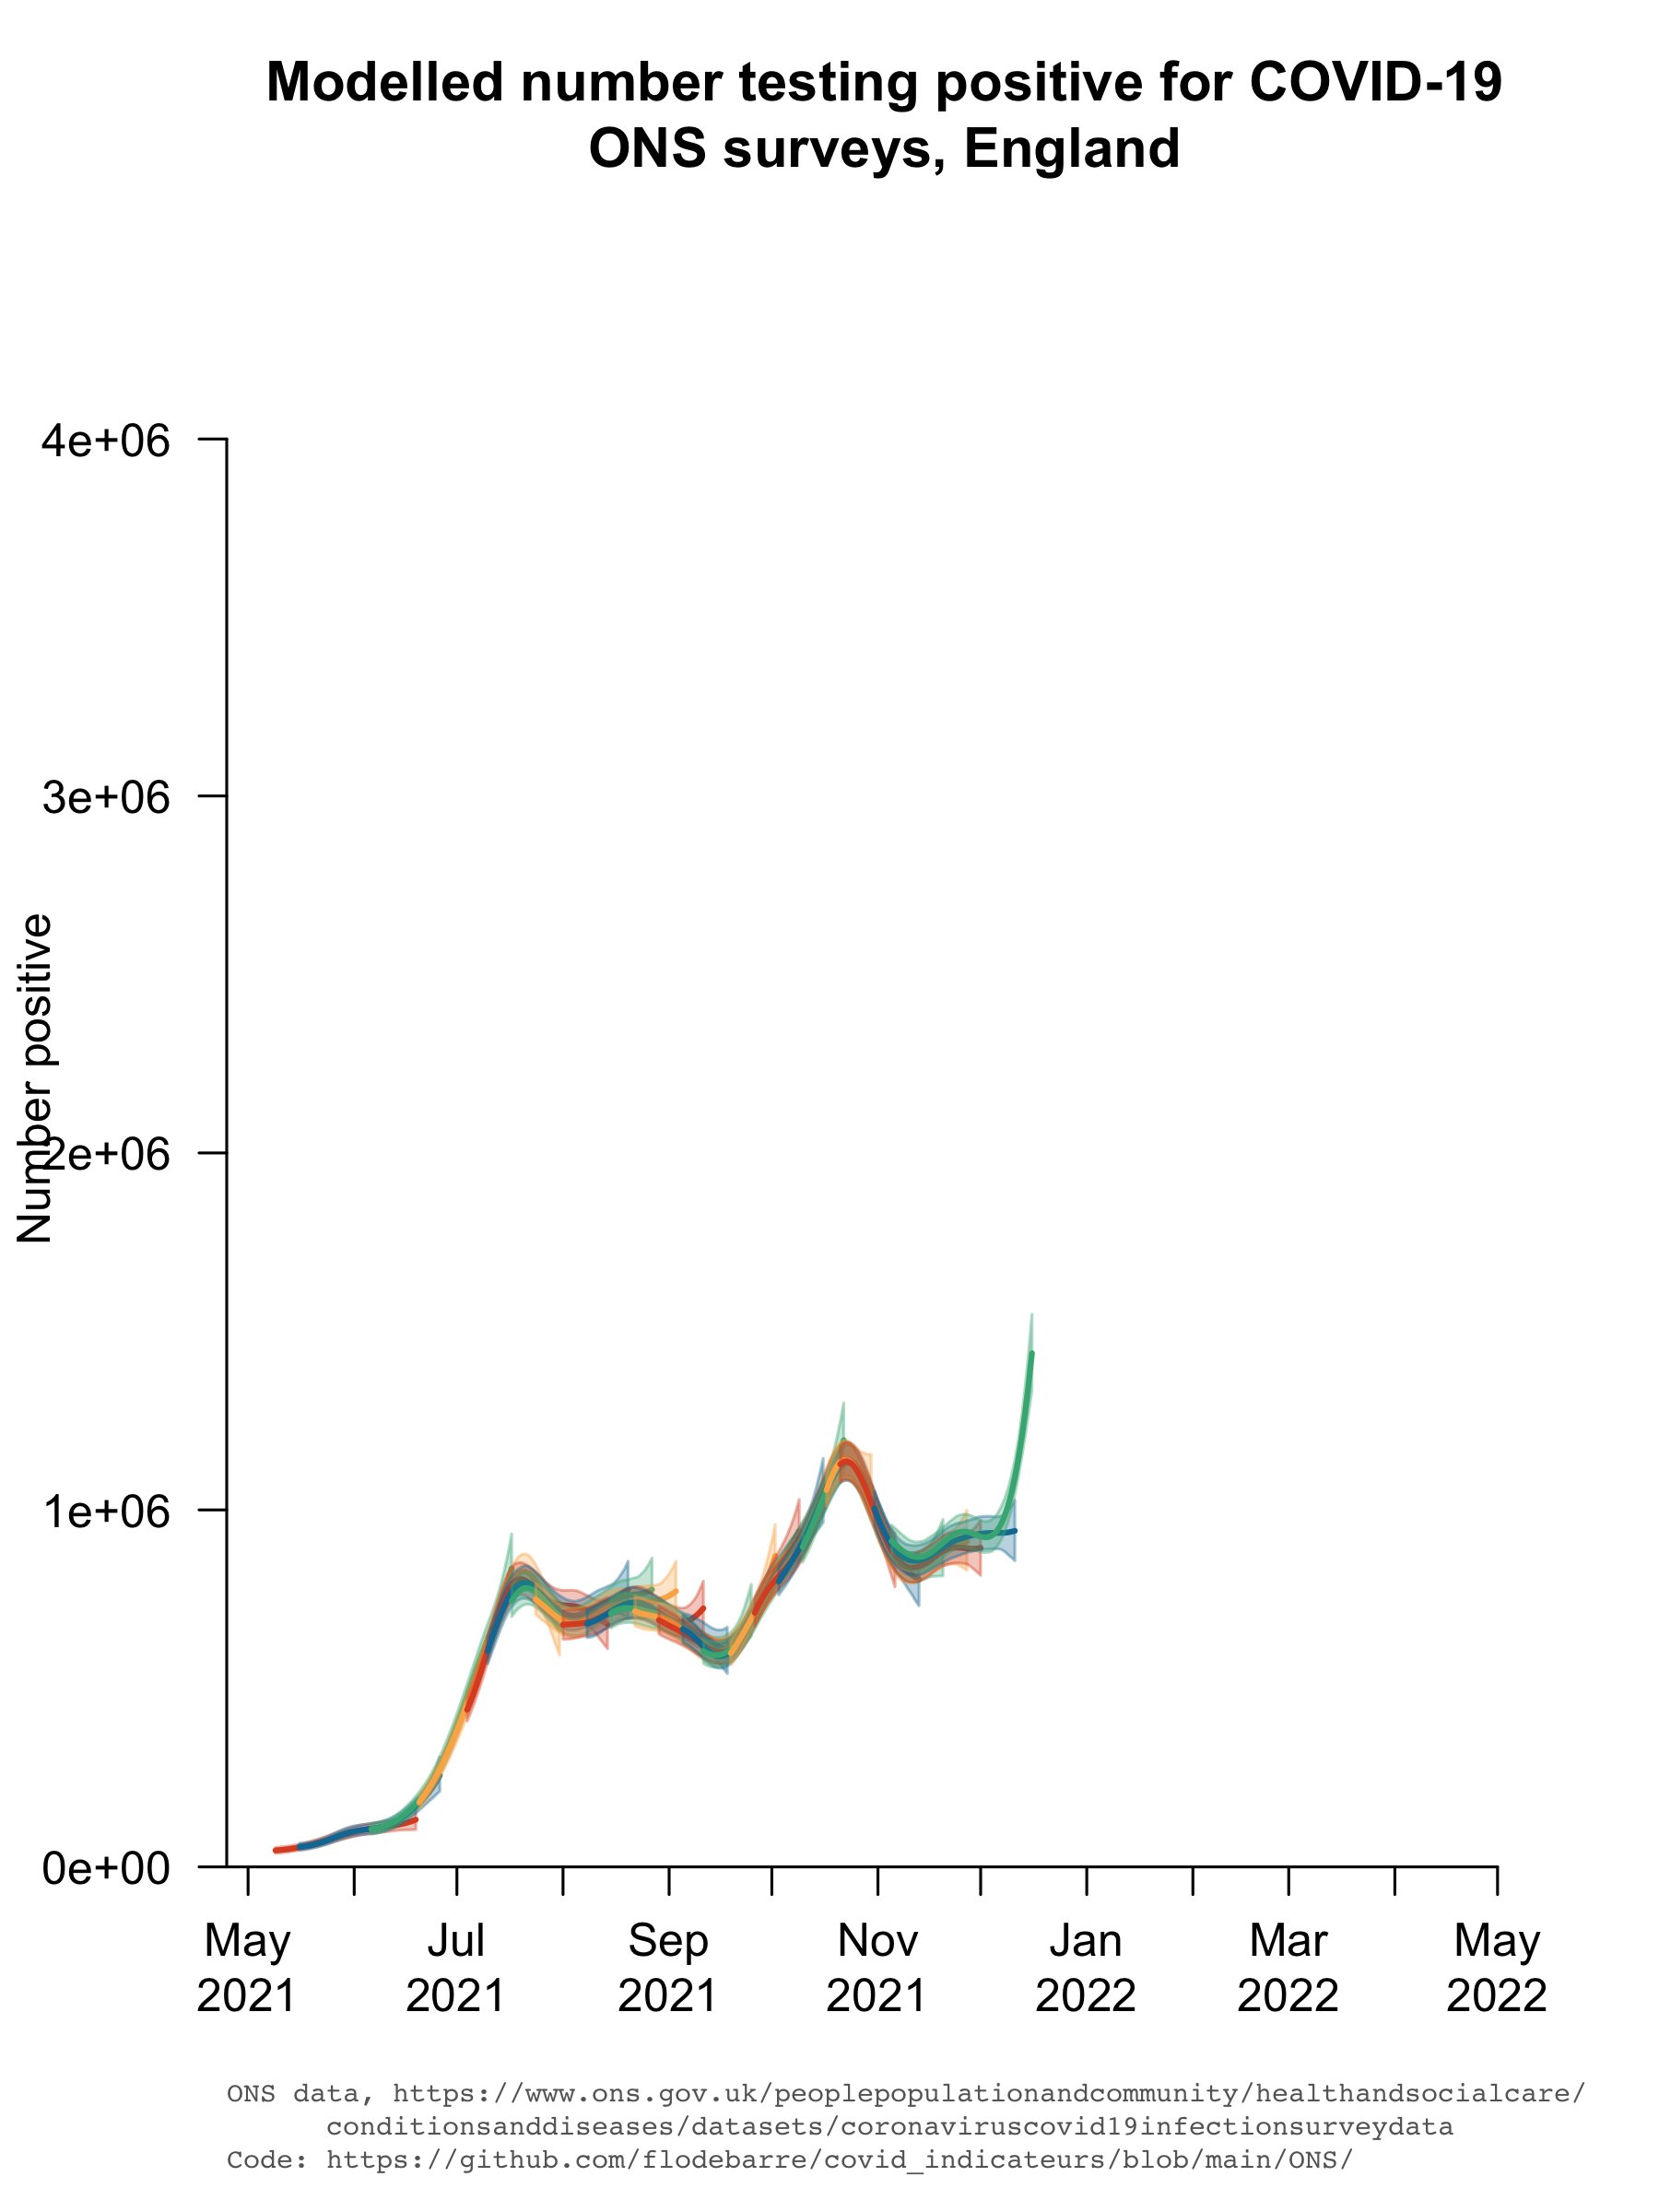 Modelled number testing positive for COVID-19
ONS surveys, England
4e+06
3e+06
2e+06
1e+06
0e+00
Number positive
May Jul Sep Nov Jan Mar May
2021 2021 2021 2021 2022 2022 2022
ONS data, https://www.ons.gov.uk/peoplepopulationandcommunity/healthandsocialcare/
conditionsanddiseases/datasets/coronaviruscovid19infectionsurveydata
Code: https://github.com/flodebarre/covid_indicateurs/blob/main/ONS/